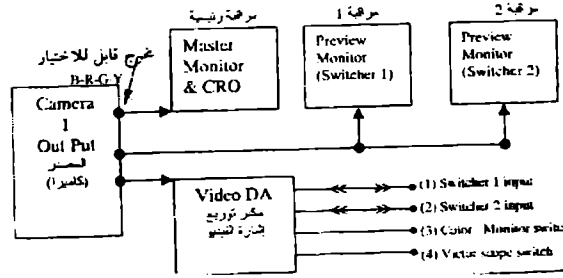 مراقبة رئيسية
مراقبة 1
مراقبة 2
مخرج قابل للاختيار
B-R-G-Y
Master
Monitor
& CRO
Preview
Monitor
(Switcher 1)
Preview
Monitor
(Switcher 2)
Camera
1
Out Put
المصدر
(كاميرا 1)
Video DA
مكبر توزيع
إشارة الفيديو
(1) Switcher 1 input
(2) Switcher 2 input
(3) Color Monitor switch
(4) Victor scope switch